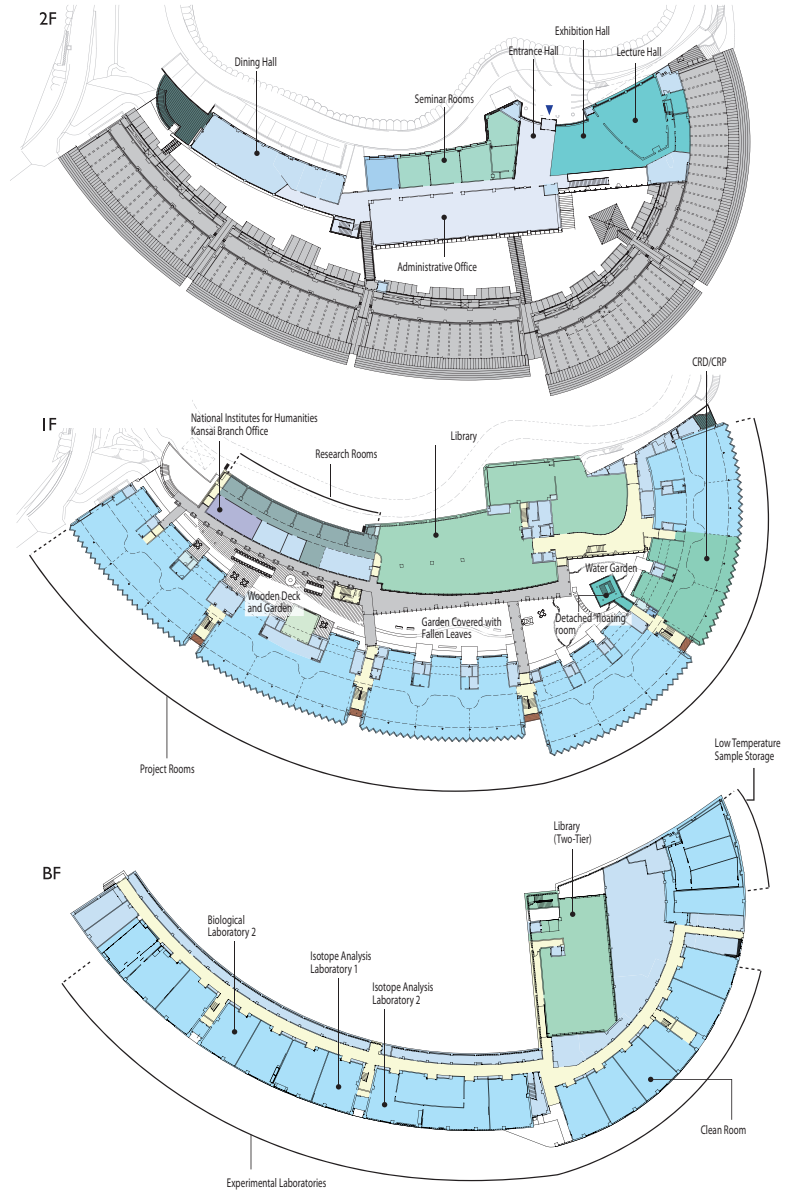 2F
Exhibition Hall
Entrance Hall
Lecture Hall
Dining Hall
Seminar Rooms
Administrative Office
CRD/CRP
1F
National Institutes for Humanities
Kansai Branch Office
Research Rooms
Library
Water Garden
Wooden Deck
and Garden
Garden Covered with
Fallen Leaves
Detached "floating"
room
Project Rooms
Low Temperature
Sample Storage
Library
(Two-Tier)
BF
Biological
Laboratory 2
Isotope Analysis
Laboratory 1
Isotope Analysis
Laboratory 2
Clean Room
Experimental Laboratories